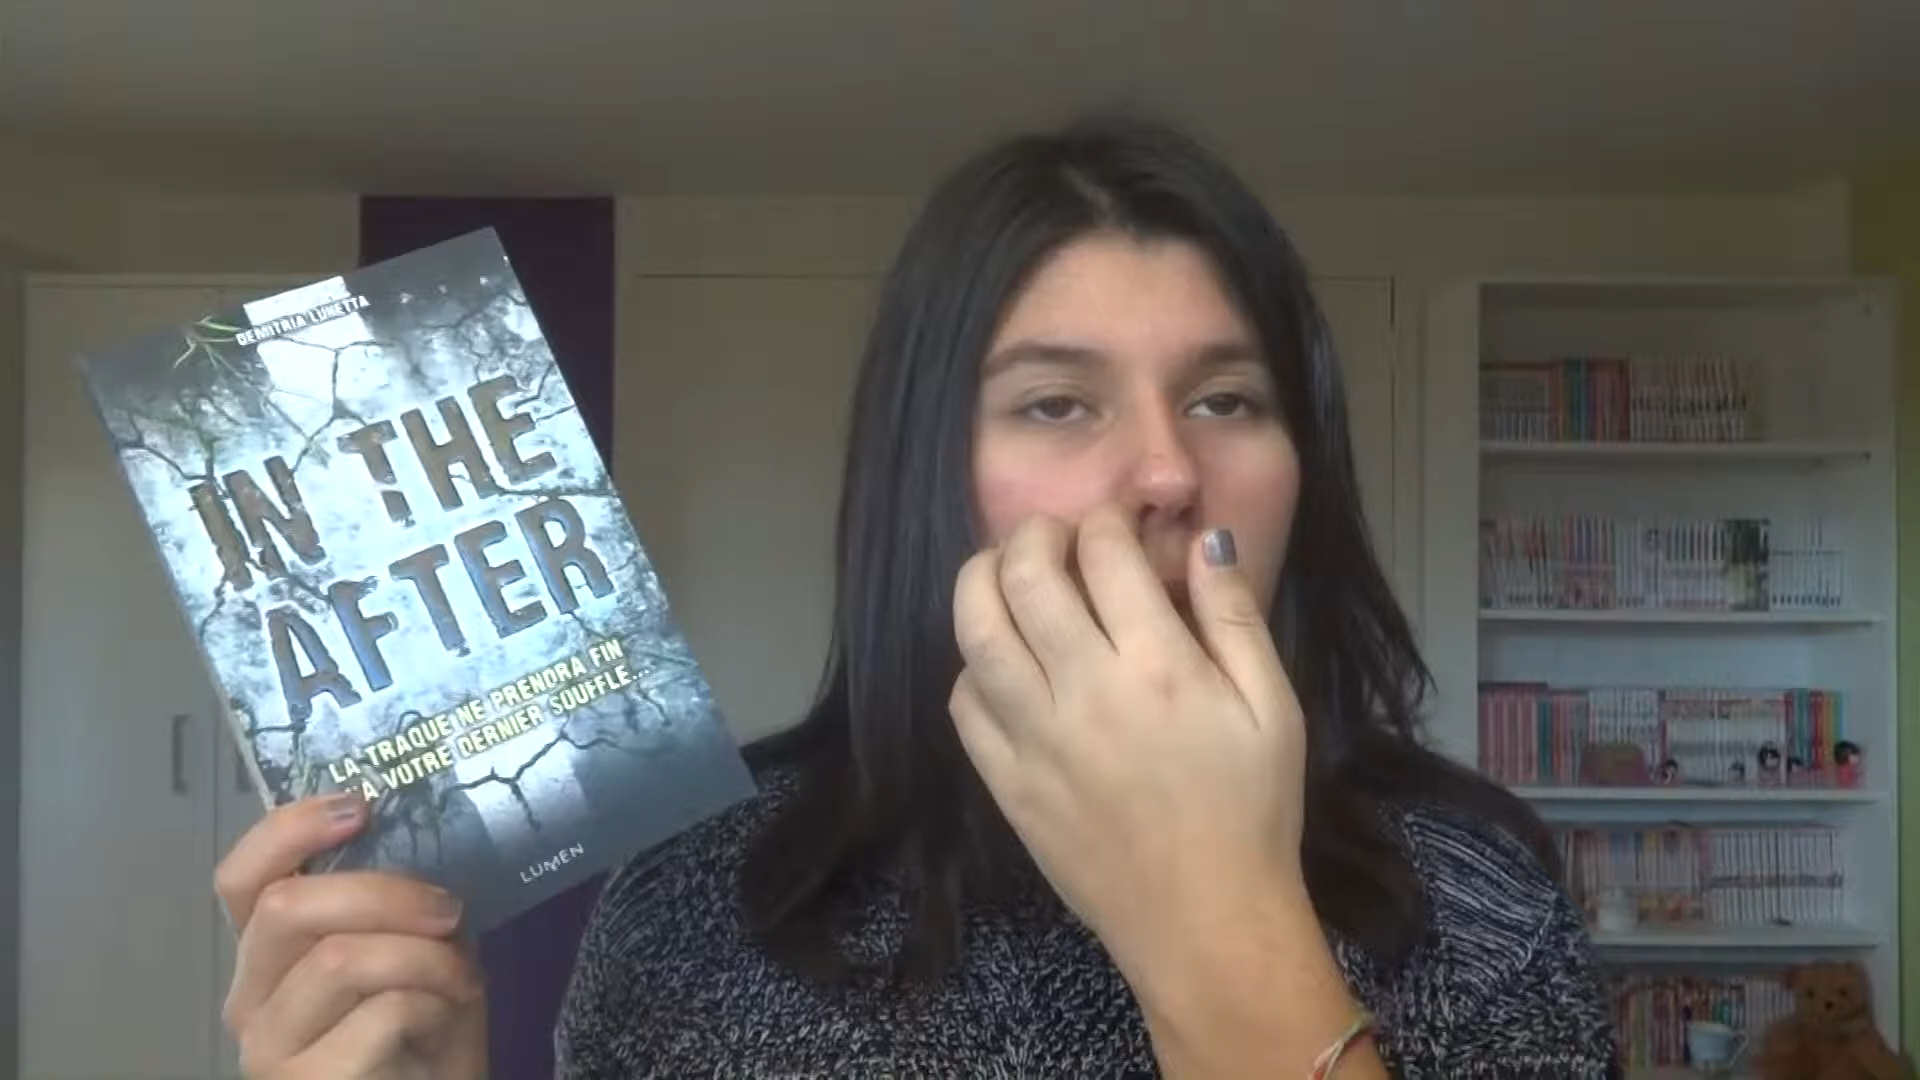 DEMITRIA LUNETTA
IN THE
AFTER
LA TRAQUE NE PRENDRA FIN
QU'À VOTRE DERNIER SOUFFLE...
LUMEN